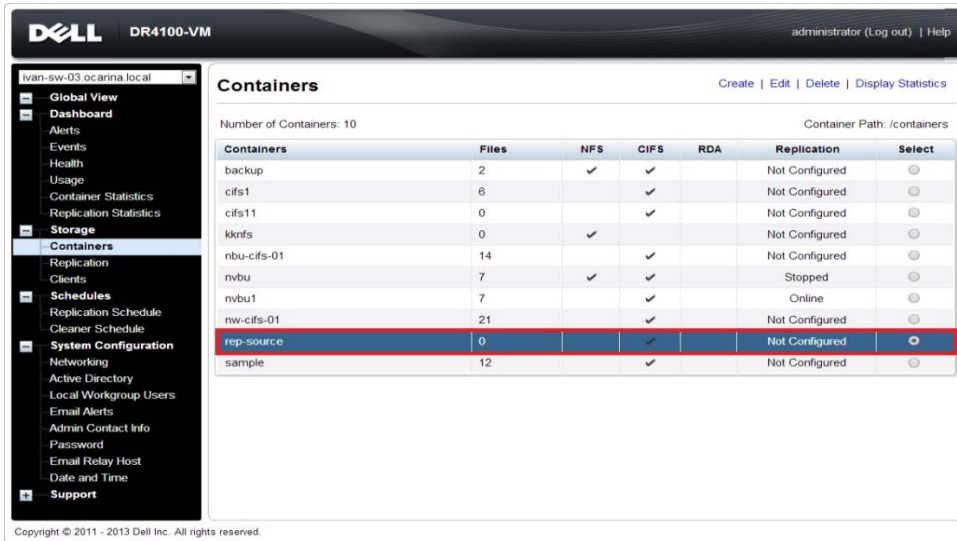 DELL DR4100-VM administrator (Log out) | Help
ivan-sw-03.ocarina.local
Global View
Dashboard
Alerts
Events
Health
Usage
Container Statistics
Replication Statistics
Storage
Containers
Replication
Clients
Schedules
Replication Schedule
Cleaner Schedule
System Configuration
Networking
Active Directory
Local Workgroup Users
Email Alerts
Admin Contact Info
Password
Email Relay Host
Date and Time
Support
Containers Create | Edit | Delete | Display Statistics
Number of Containers: 10 Container Path: /containers
Containers Files NFS CIFS RDA Replication Select
backup 2 ✔ ✔ Not Configured
cifs1 6 ✔ Not Configured
cifs11 0 ✔ Not Configured
kknfs 0 ✔ Not Configured
nbu-cifs-01 14 ✔ Not Configured
nvbu 7 ✔ ✔ Stopped
nvbu1 7 ✔ Online
nw-cifs-01 21 ✔ Not Configured
rep-source 0 ✔ Not Configured
sample 12 ✔ Not Configured
Copyright © 2011 - 2013 Dell Inc. All rights reserved.